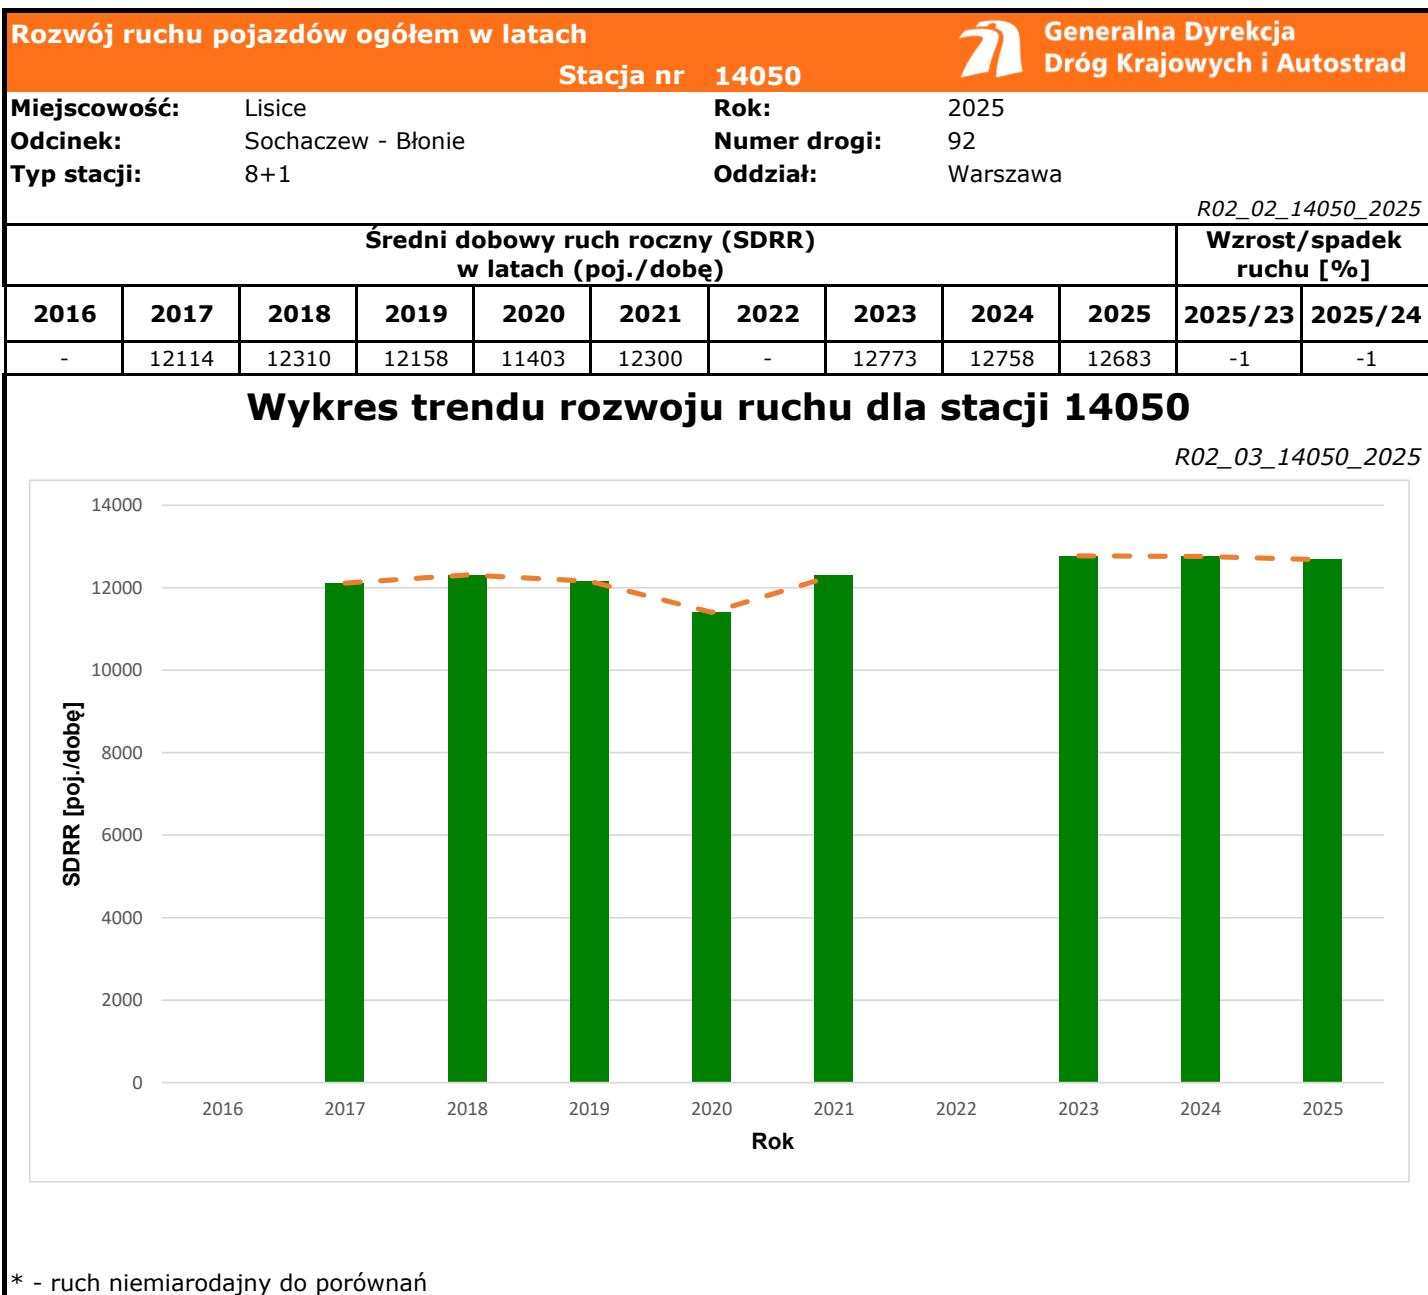 Rozwój ruchu pojazdów ogółem w latach
Stacja nr 14050
Generalna Dyrekcja
Dróg Krajowych i Autostrad
Miejscowość: Lisice Rok: 2025
Odcinek: Sochaczew - Błonie Numer drogi: 92
Typ stacji: 8+1 Oddział: Warszawa
R02_02_14050_2025
Średni dobowy ruch roczny (SDRR)
w latach (poj./dobę)
Wzrost/spadek
ruchu [%]
2016 2017 2018 2019 2020 2021 2022 2023 2024 2025 2025/23 2025/24
- 12114 12310 12158 11403 12300 - 12773 12758 12683 -1 -1
Wykres trendu rozwoju ruchu dla stacji 14050
R02_03_14050_2025
14000
12000
10000
8000
6000
4000
2000
0
SDRR [poj./dobę]
2016 2017 2018 2019 2020 2021 2022 2023 2024 2025
Rok
* - ruch niemiarodajny do porównań